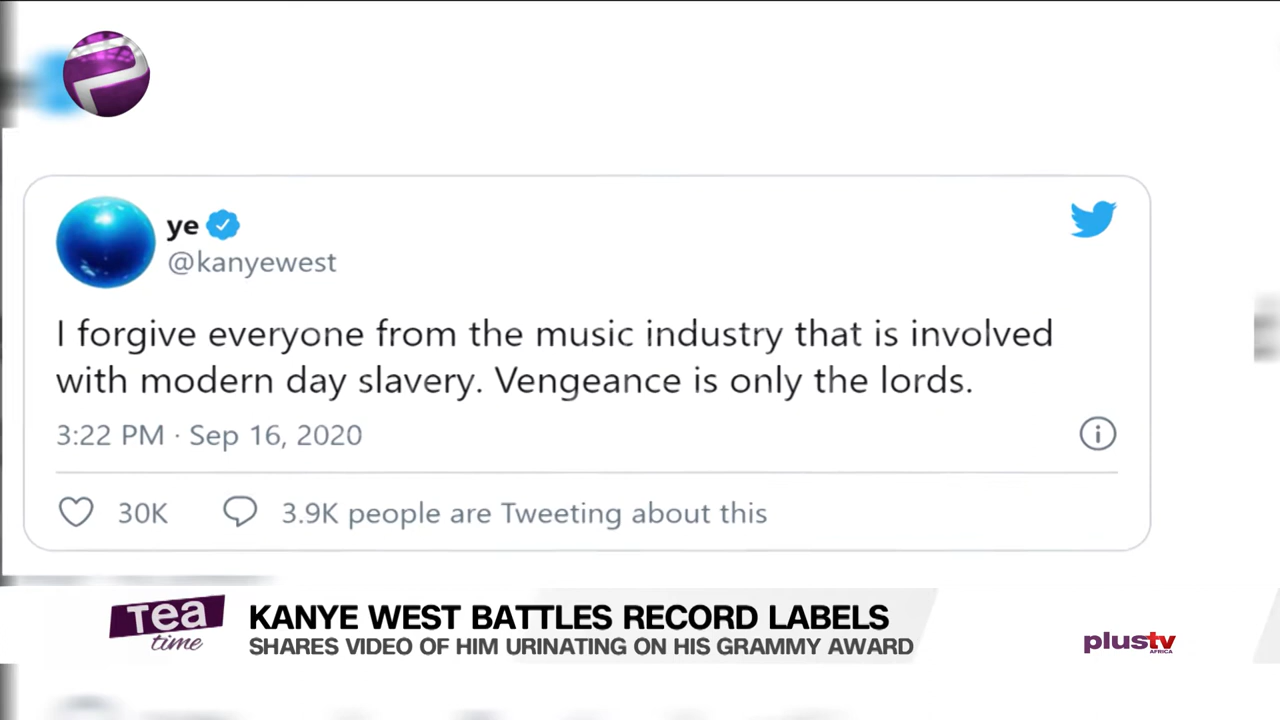 ye
@kanyewest
I forgive everyone from the music industry that is involved
with modern day slavery. Vengeance is only the lords.
3:22 PM · Sep 16, 2020
30K 3.9K people are Tweeting about this
Tea
time
KANYE WEST BATTLES RECORD LABELS
SHARES VIDEO OF HIM URINATING ON HIS GRAMMY AWARD
plustv
AFRICA